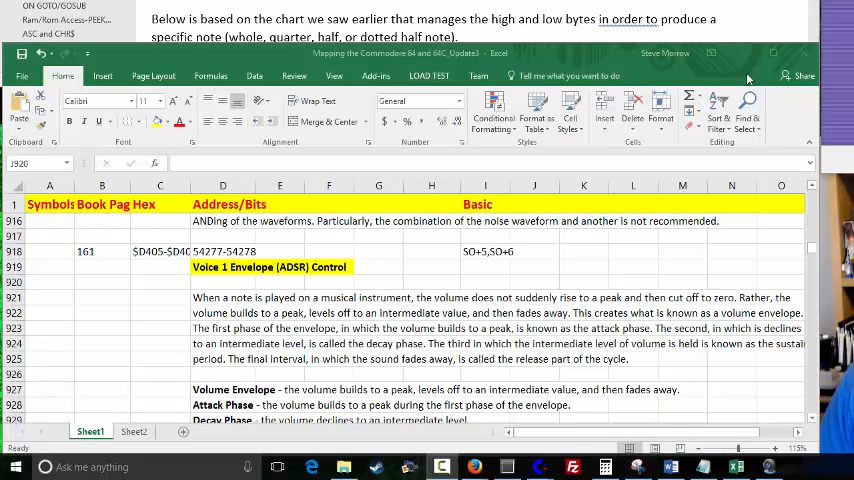 ON GOTO/GOSUB
Ram/Rom Access-PEEK...
ASC and CHR$
Below is based on the chart we saw earlier that manages the high and low bytes in order to produce a
specific note (whole, quarter, half, or dotted half note).
Mapping the Commodore 64 and 64C_Update3 - Excel
Steve Morrow
File Home Insert Page Layout Formulas Data Review View Add-ins LOAD TEST Team Tell me what you want to do Share
Paste
Calibri 11
B I U
Wrap Text
Merge & Center
General
$ % ,
Conditional Formatting
Format as Table
Cell Styles
Insert Delete Format
Sort & Filter
Find & Select
Clipboard Font Alignment Number Styles Cells Editing
J920 fx
A B C D E F G H I J K L M N O
1 Symbols Book Pag Hex Address/Bits Basic
916 ANDing of the waveforms. Particularly, the combination of the noise waveform and another is not recommended.
917
918 161 $D405-$D40 54277-54278 SO+5,SO+6
919 Voice 1 Envelope (ADSR) Control
920
921 When a note is played on a musical instrument, the volume does not suddenly rise to a peak and then cut off to zero. Rather, the
922 volume builds to a peak, levels off to an intermediate value, and then fades away. This creates what is known as a volume envelope.
923 The first phase of the envelope, in which the volume builds to a peak, is known as the attack phase. The second, in which is declines
924 to an intermediate level, is called the decay phase. The third in which the intermediate level of volume is held is known as the sustai
925 period. The final interval, in which the sound fades away, is called the release part of the cycle.
926
927 Volume Envelope - the volume builds to a peak, levels off to an intermediate value, and then fades away.
928 Attack Phase - the volume builds to a peak during the first phase of the envelope.
929 Decay Phase - the volume declines to an intermediate level
Sheet1 Sheet2
Ready 115%
Ask me anything